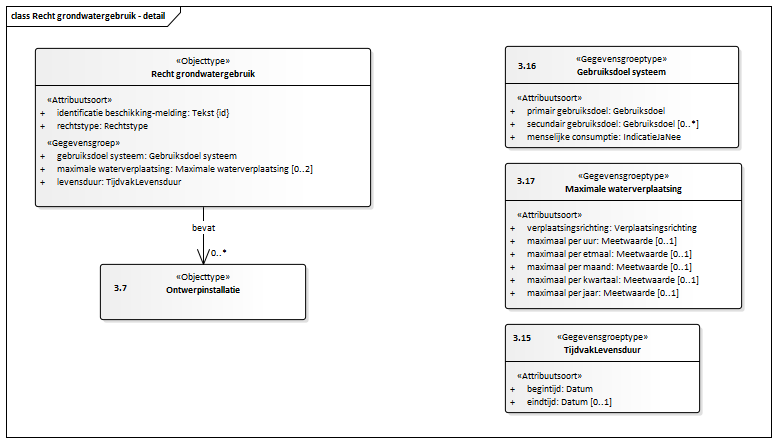 class Recht grondwatergebruik - detail
«Objecttype»
Recht grondwatergebruik
«Attribuutsoort»
+ identificatie beschikking-melding: Tekst {id}
+ rechtstype: Rechtstype
«Gegevensgroep»
+ gebruiksdoel systeem: Gebruiksdoel systeem
+ maximale waterverplaatsing: Maximale waterverplaatsing [0..2]
+ levensduur: TijdvakLevensduur
bevat
0..*
«Objecttype»
3.7
Ontwerpinstallatie
«Gegevensgroeptype»
3.16
Gebruiksdoel systeem
«Attribuutsoort»
+ primair gebruiksdoel: Gebruiksdoel
+ secundair gebruiksdoel: Gebruiksdoel [0..*]
+ menselijke consumptie: IndicatieJaNee
«Gegevensgroeptype»
3.17
Maximale waterverplaatsing
«Attribuutsoort»
+ verplaatsingsrichting: Verplaatsingsrichting
+ maximaal per uur: Meetwaarde [0..1]
+ maximaal per etmaal: Meetwaarde [0..1]
+ maximaal per maand: Meetwaarde [0..1]
+ maximaal per kwartaal: Meetwaarde [0..1]
+ maximaal per jaar: Meetwaarde [0..1]
3.15 «Gegevensgroeptype»
TijdvakLevensduur
«Attribuutsoort»
+ begintijd: Datum
+ eindtijd: Datum [0..1]